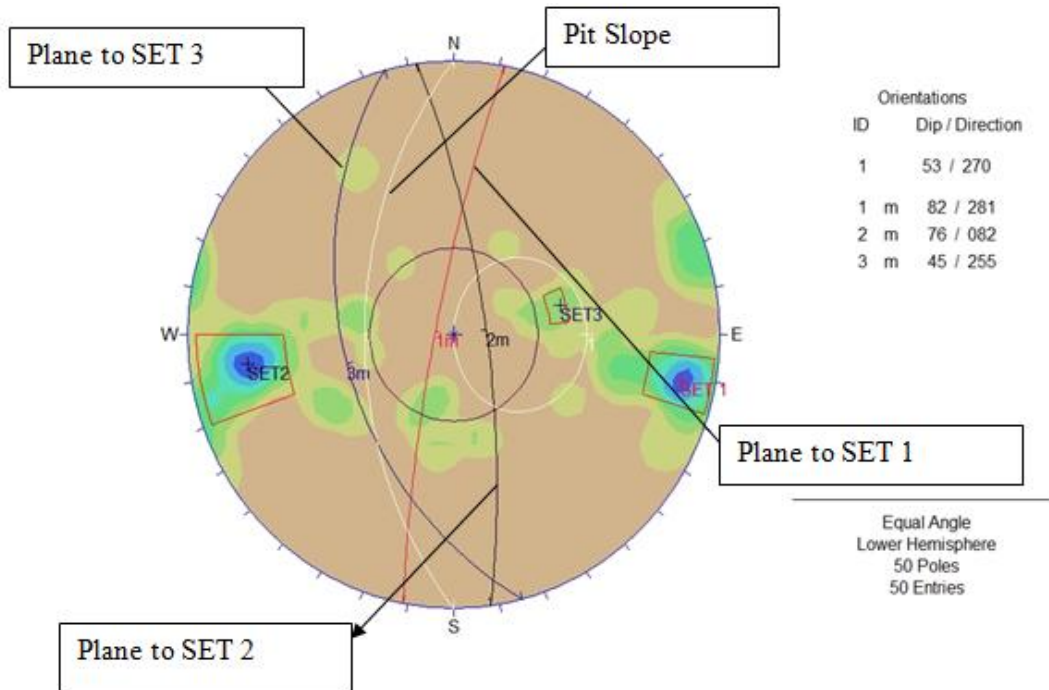 Plane to SET 3
Pit Slope
N
Orientations
ID Dip / Direction
1 53 / 270
1 m 82 / 281
2 m 76 / 082
3 m 45 / 255
W
E
SET3
1m
2m
1
3m
SET2
SET 1
Plane to SET 1
Equal Angle
Lower Hemisphere
50 Poles
50 Entries
S
Plane to SET 2